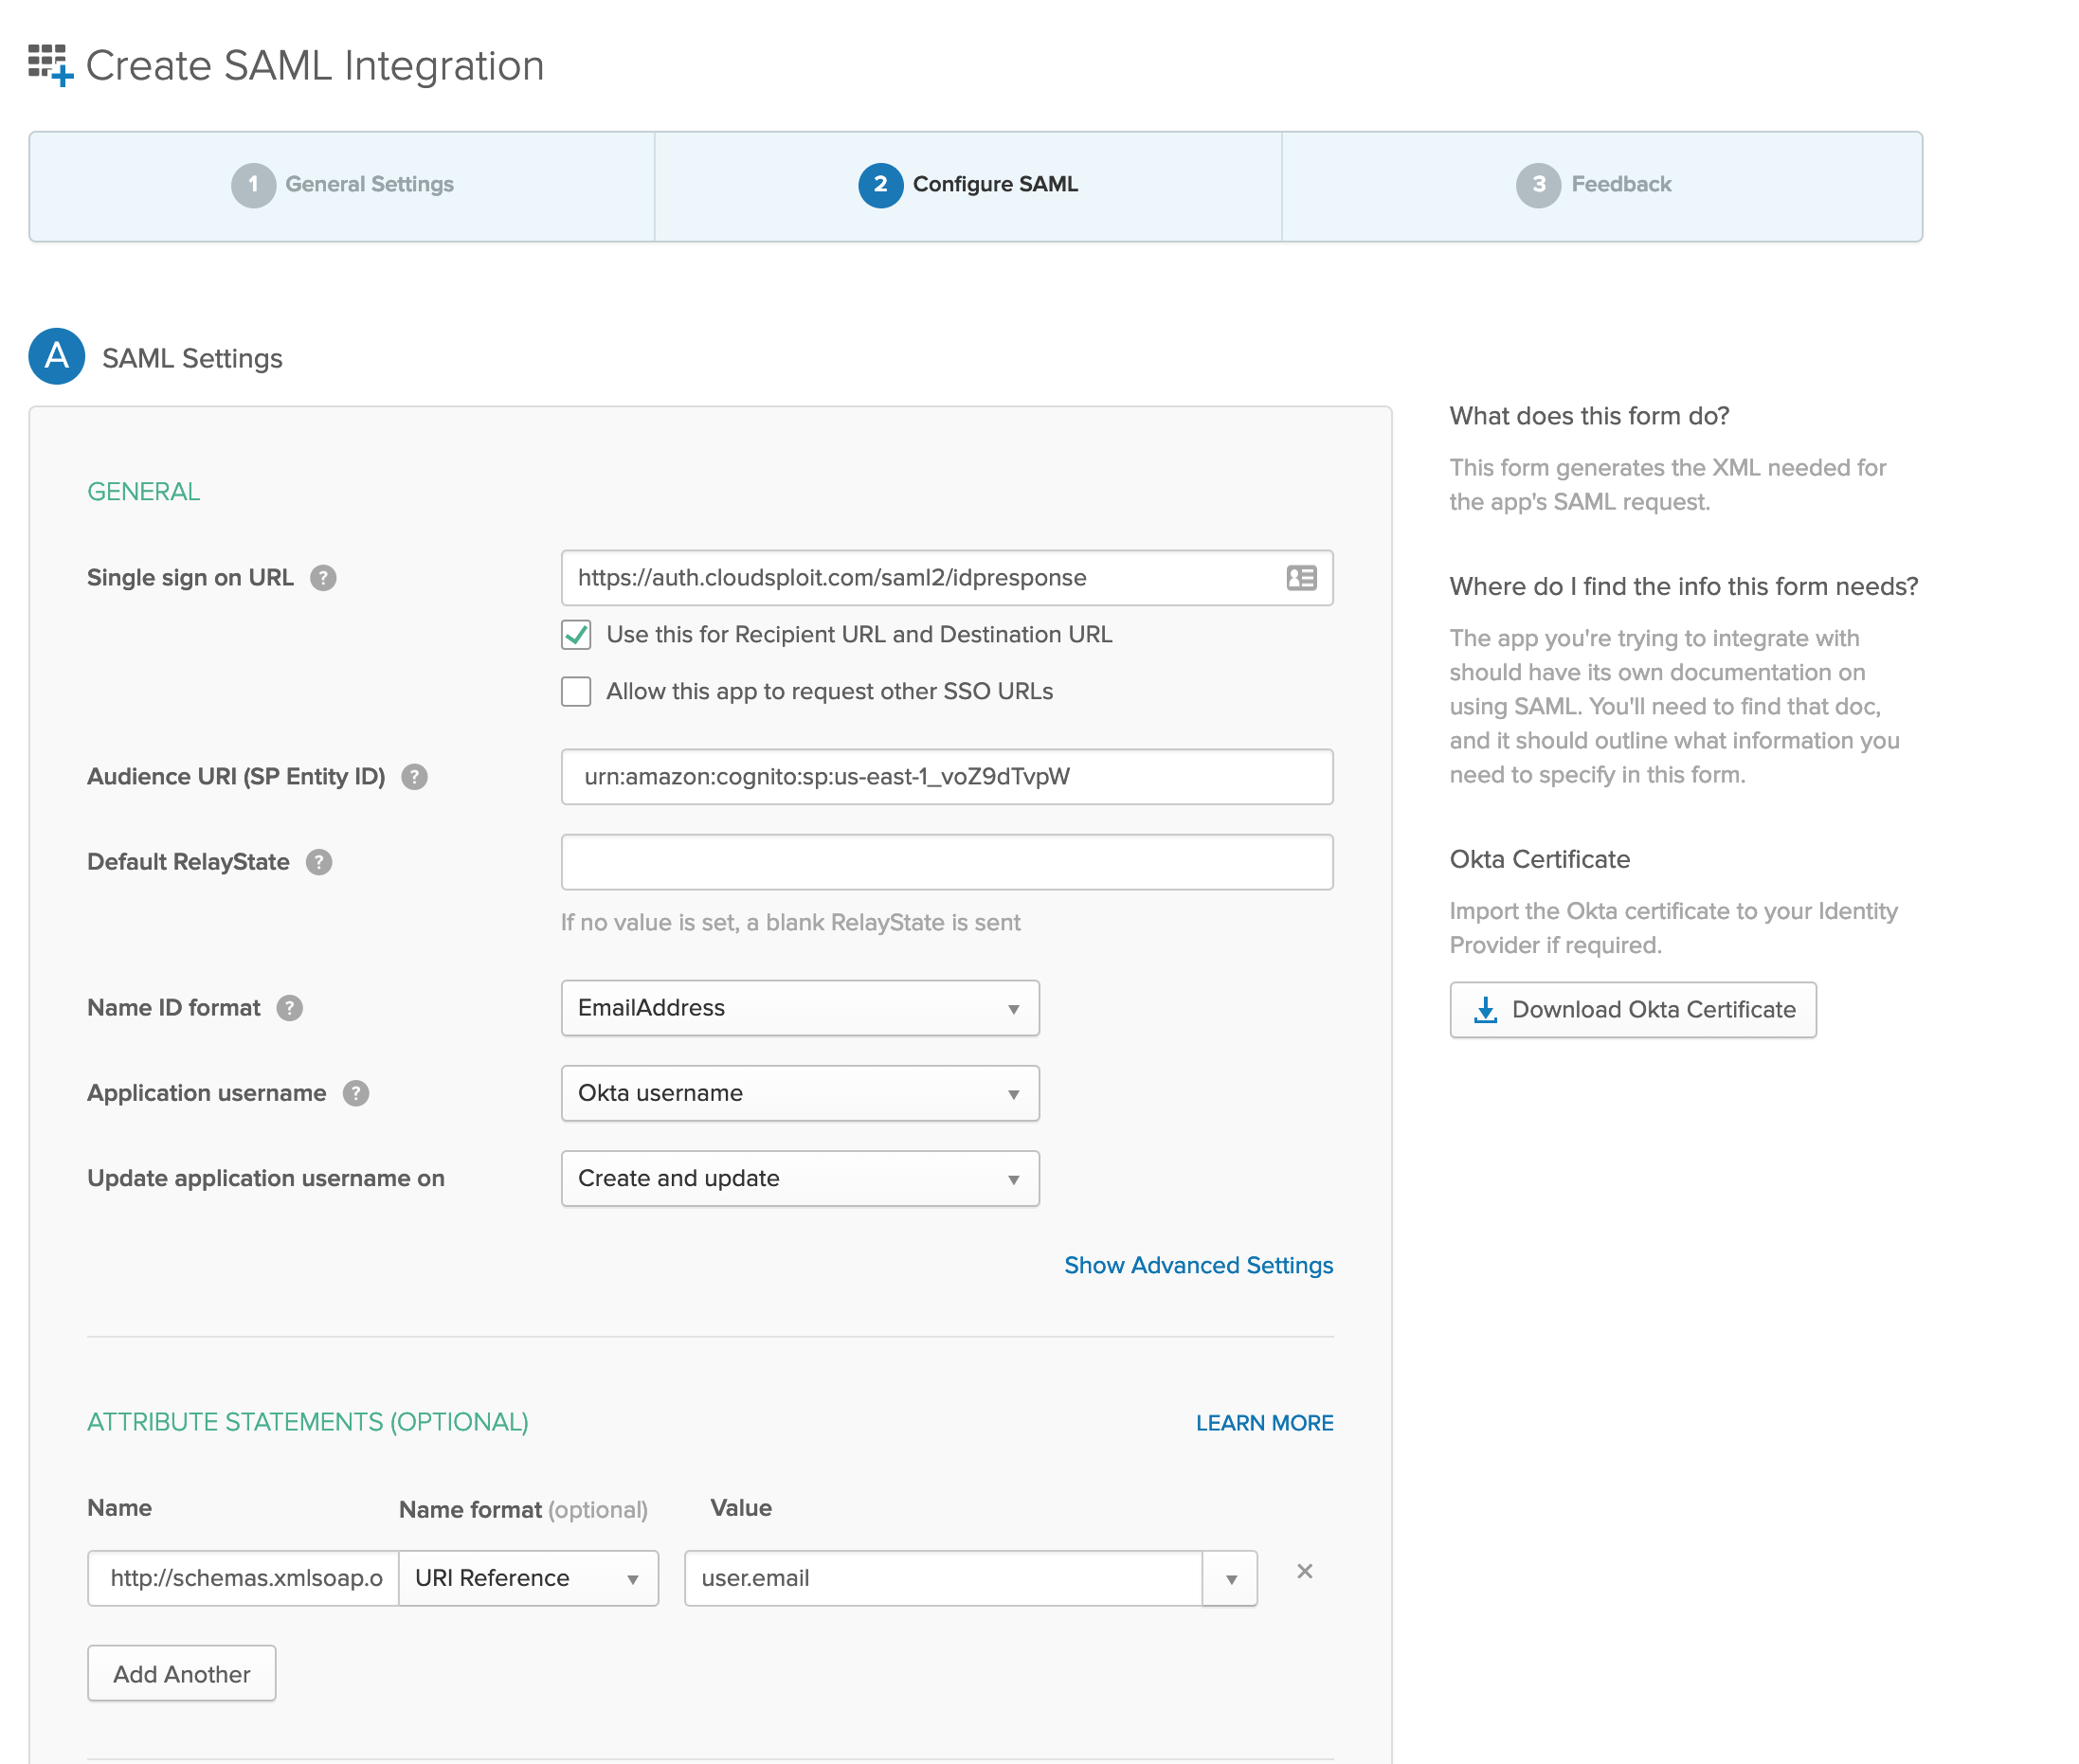 Create SAML Integration
1 General Settings
2 Configure SAML
3 Feedback
A SAML Settings
GENERAL
Single sign on URL ?
https://auth.cloudsploit.com/saml2/idpresponse
Use this for Recipient URL and Destination URL
Allow this app to request other SSO URLs
Audience URI (SP Entity ID) ?
urn:amazon:cognito:sp:us-east-1_voZ9dTvpW
Default RelayState ?
If no value is set, a blank RelayState is sent
Name ID format ?
EmailAddress
Application username ?
Okta username
Update application username on
Create and update
Show Advanced Settings
ATTRIBUTE STATEMENTS (OPTIONAL)
LEARN MORE
Name
Name format (optional)
Value
http://schemas.xmlsoap.o
URI Reference
user.email
Add Another
What does this form do?
This form generates the XML needed for
the app's SAML request.
Where do I find the info this form needs?
The app you're trying to integrate with
should have its own documentation on
using SAML. You'll need to find that doc,
and it should outline what information you
need to specify in this form.
Okta Certificate
Import the Okta certificate to your Identity
Provider if required.
Download Okta Certificate